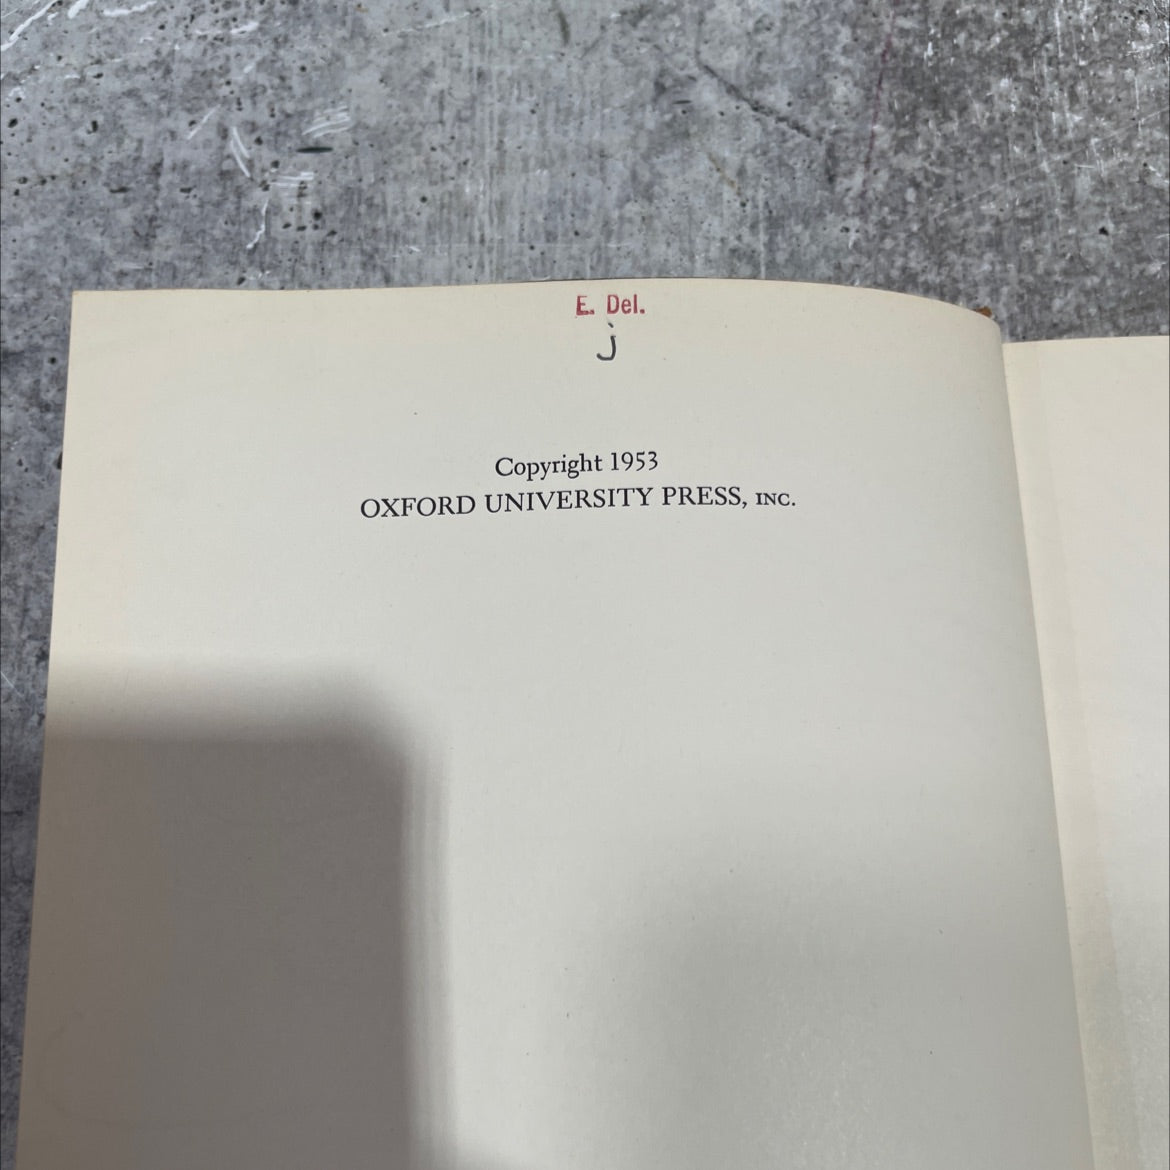 E. Del.
j
Copyright 1953
OXFORD UNIVERSITY PRESS, INC.